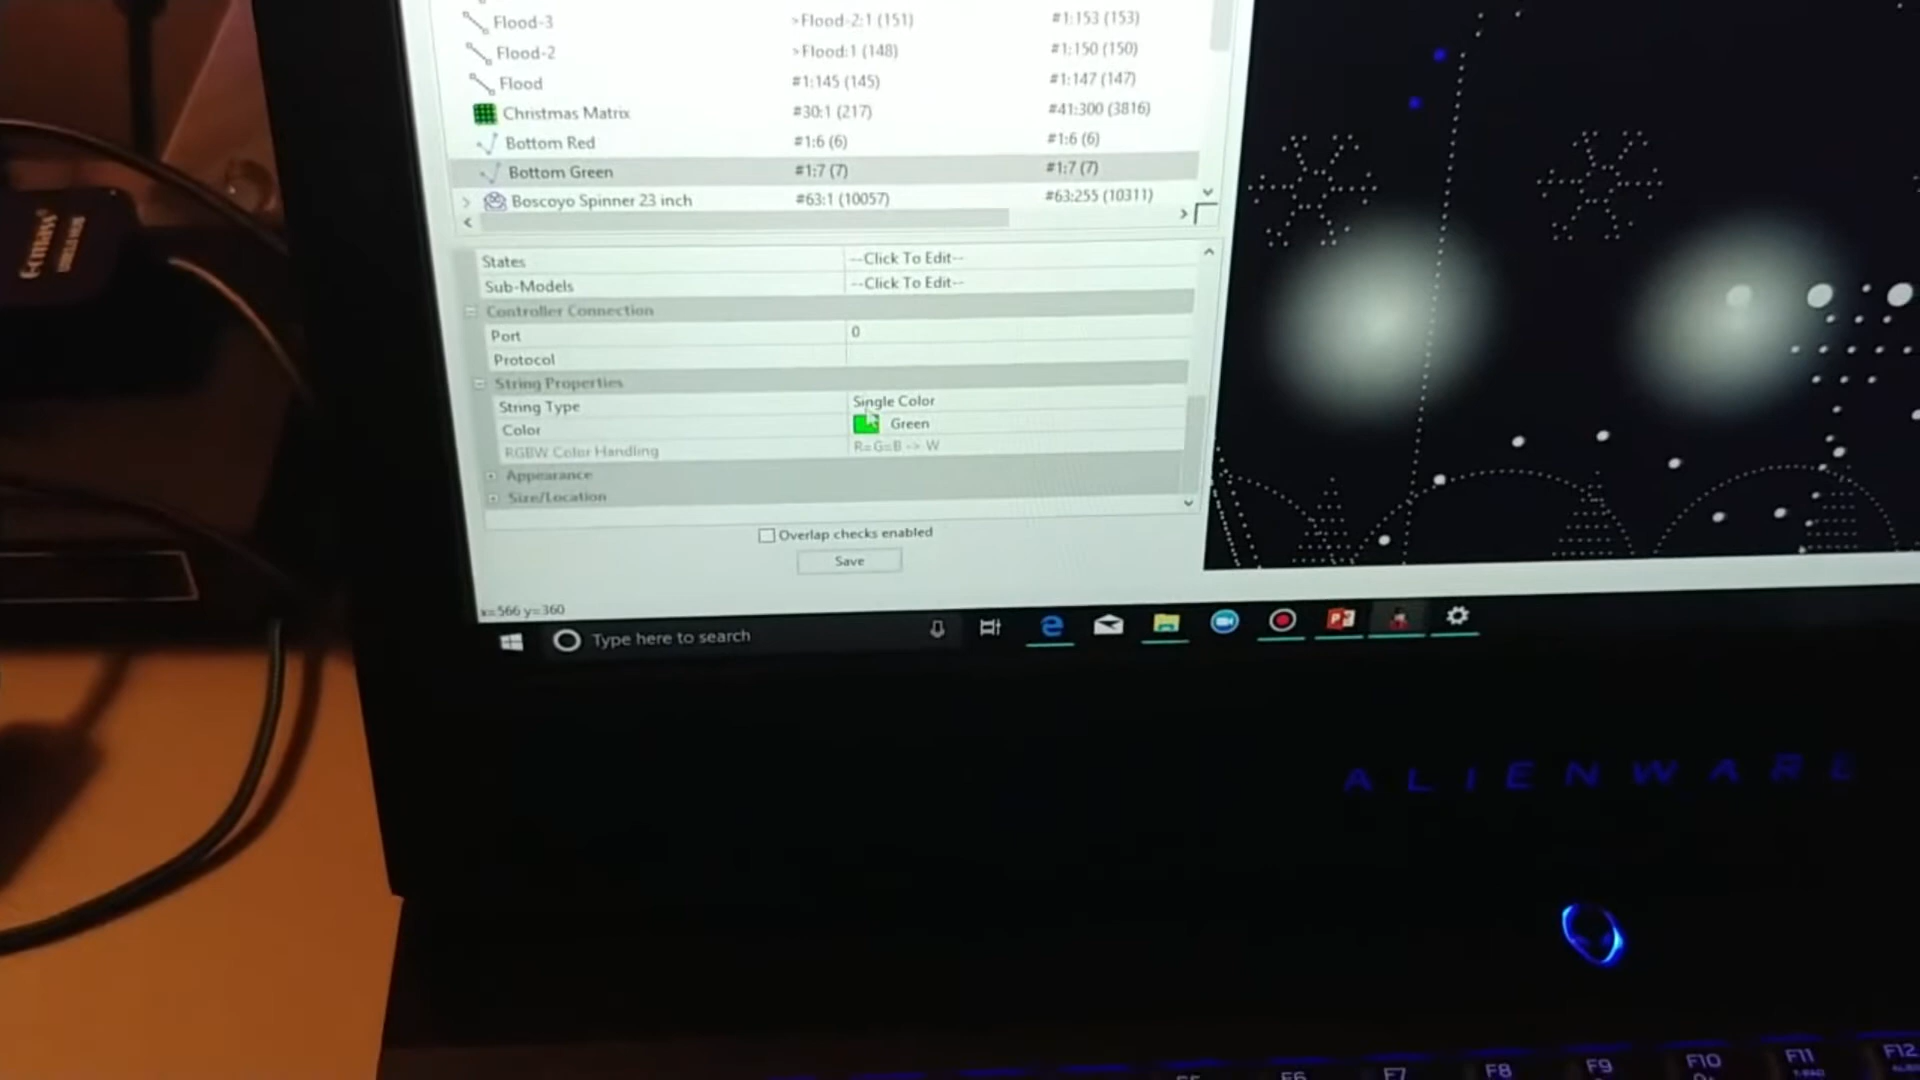 Flood-3 >Flood-2:1 (151) #1:153 (153)
Flood-2 >Flood:1 (148) #1:150 (150)
Flood #1:145 (145) #1:147 (147)
Christmas Matrix #30:1 (217) #41:300 (3816)
Bottom Red #1:6 (6) #1:6 (6)
Bottom Green #1:7 (7) #1:7 (7)
Boscoyo Spinner 23 inch #63:1 (10057) #63:255 (10311)
States --Click To Edit--
Sub-Models --Click To Edit--
Controller Connection
Port 0
Protocol
String Properties
String Type Single Color
Color Green
RGBW Color Handling R=G=B -> W
Appearance
Size/Location
Overlap checks enabled
Save
x=566 y=360
Type here to search
ALIENWARE
F7 F8 F9 F10 F11 F12